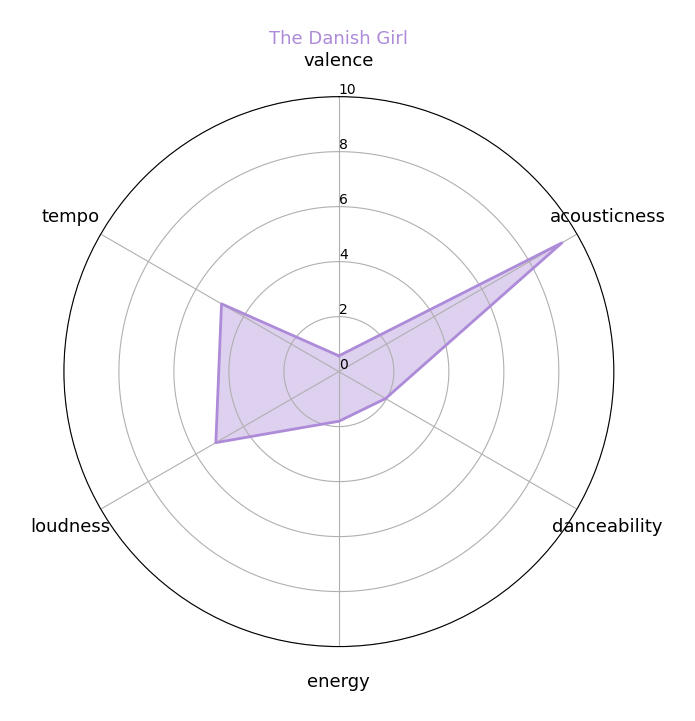 The Danish Girl
valence
10
8
6
4
2
0
tempo
acousticness
loudness
danceability
energy